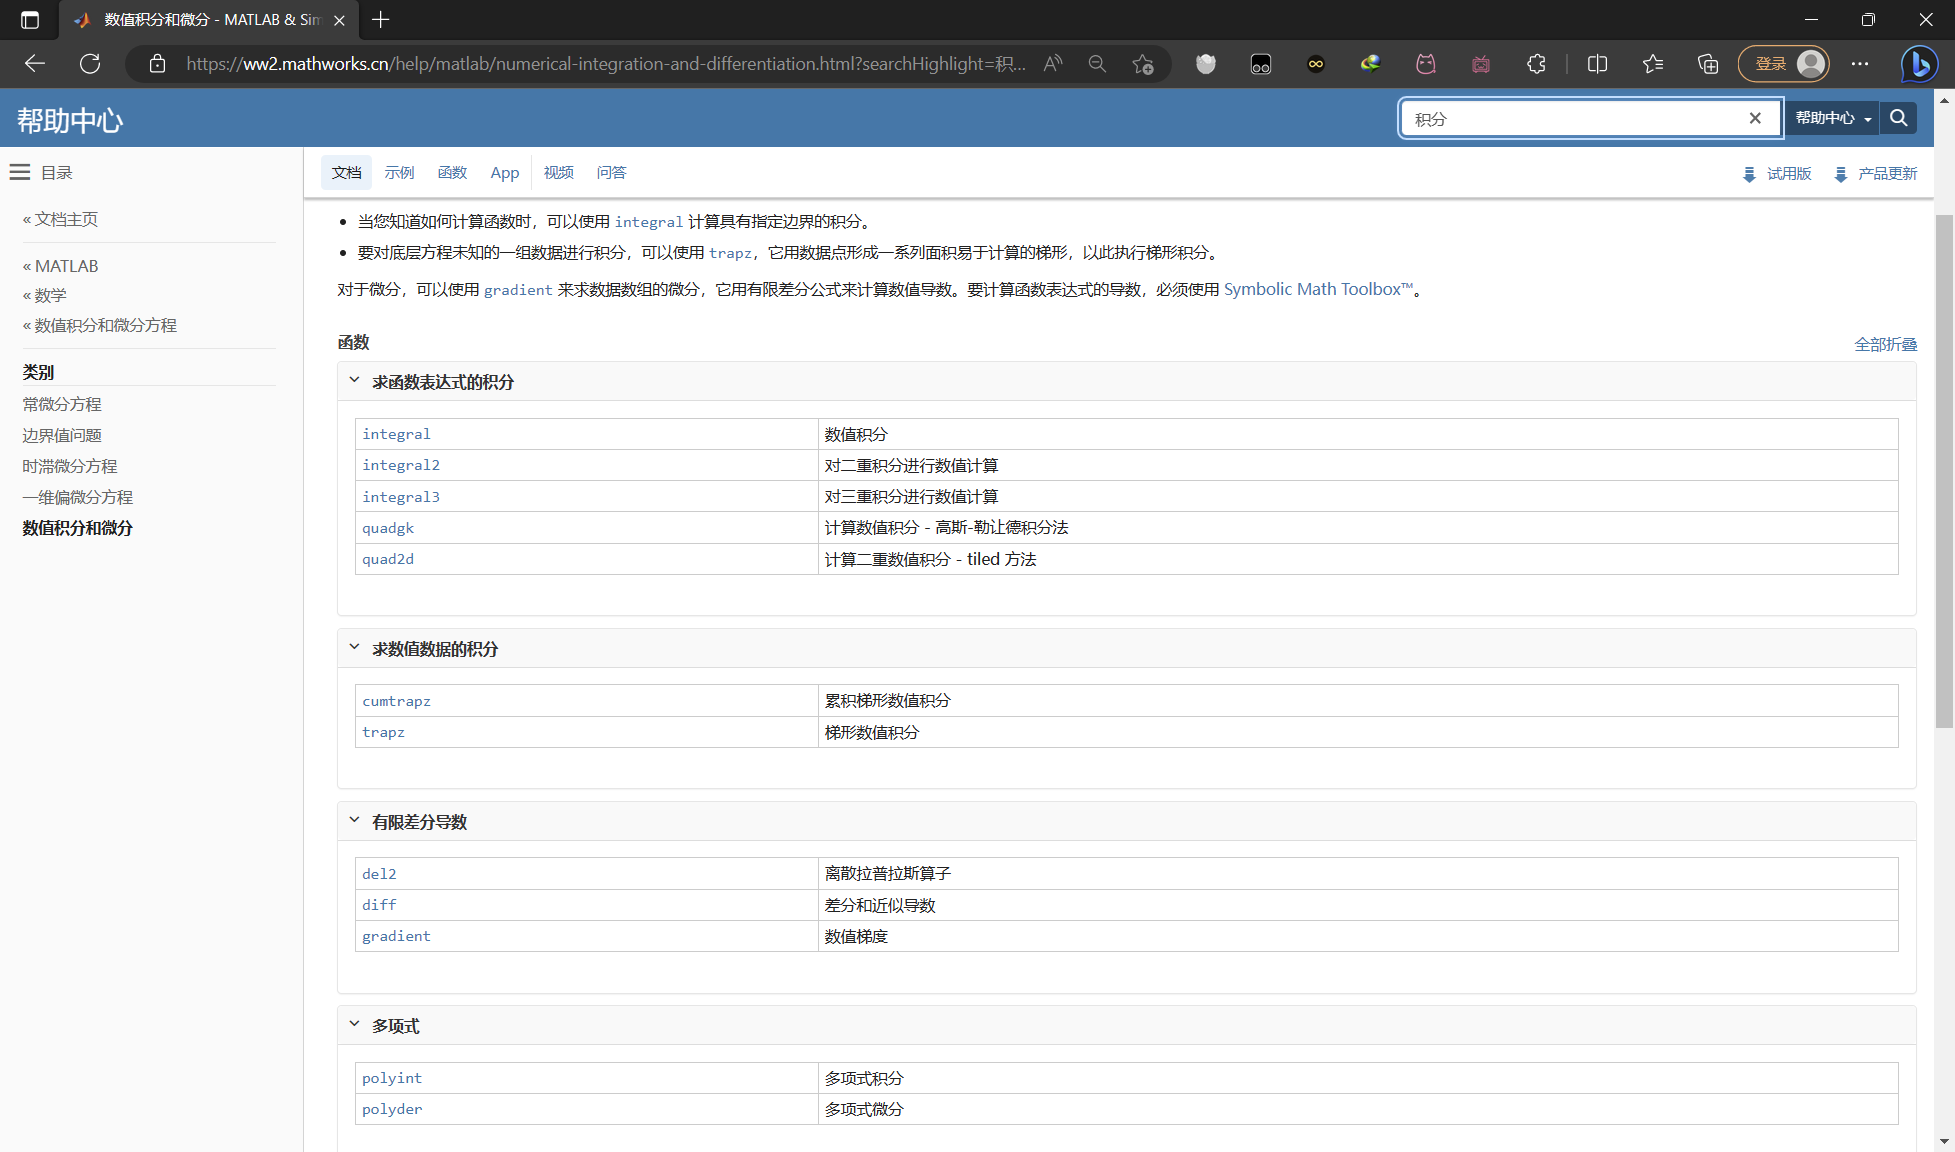 数值积分和微分 - MATLAB & Sim
https://ww2.mathworks.cn/help/matlab/numerical-integration-and-differentiation.html?searchHighlight=积...
登录
帮助中心
积分
帮助中心
目录
文档
示例
函数
App
视频
问答
试用版
产品更新
« 文档主页
« MATLAB
« 数学
« 数值积分和微分方程
类别
常微分方程
边界值问题
时滞微分方程
一维偏微分方程
数值积分和微分
• 当您知道如何计算函数时，可以使用 integral 计算具有指定边界的积分。
• 要对底层方程未知的一组数据进行积分，可以使用 trapz，它用数据点形成一系列面积易于计算的梯形，以此执行梯形积分。
对于微分，可以使用 gradient 来求数据数组的微分，它用有限差分公式来计算数值导数。要计算函数表达式的导数，必须使用 Symbolic Math Toolbox™。
函数
全部折叠
求函数表达式的积分
integral 数值积分
integral2 对二重积分进行数值计算
integral3 对三重积分进行数值计算
quadgk 计算数值积分 - 高斯-勒让德积分法
quad2d 计算二重数值积分 - tiled 方法
求数值数据的积分
cumtrapz 累积梯形数值积分
trapz 梯形数值积分
有限差分导数
del2 离散拉普拉斯算子
diff 差分和近似导数
gradient 数值梯度
多项式
polyint 多项式积分
polyder 多项式微分